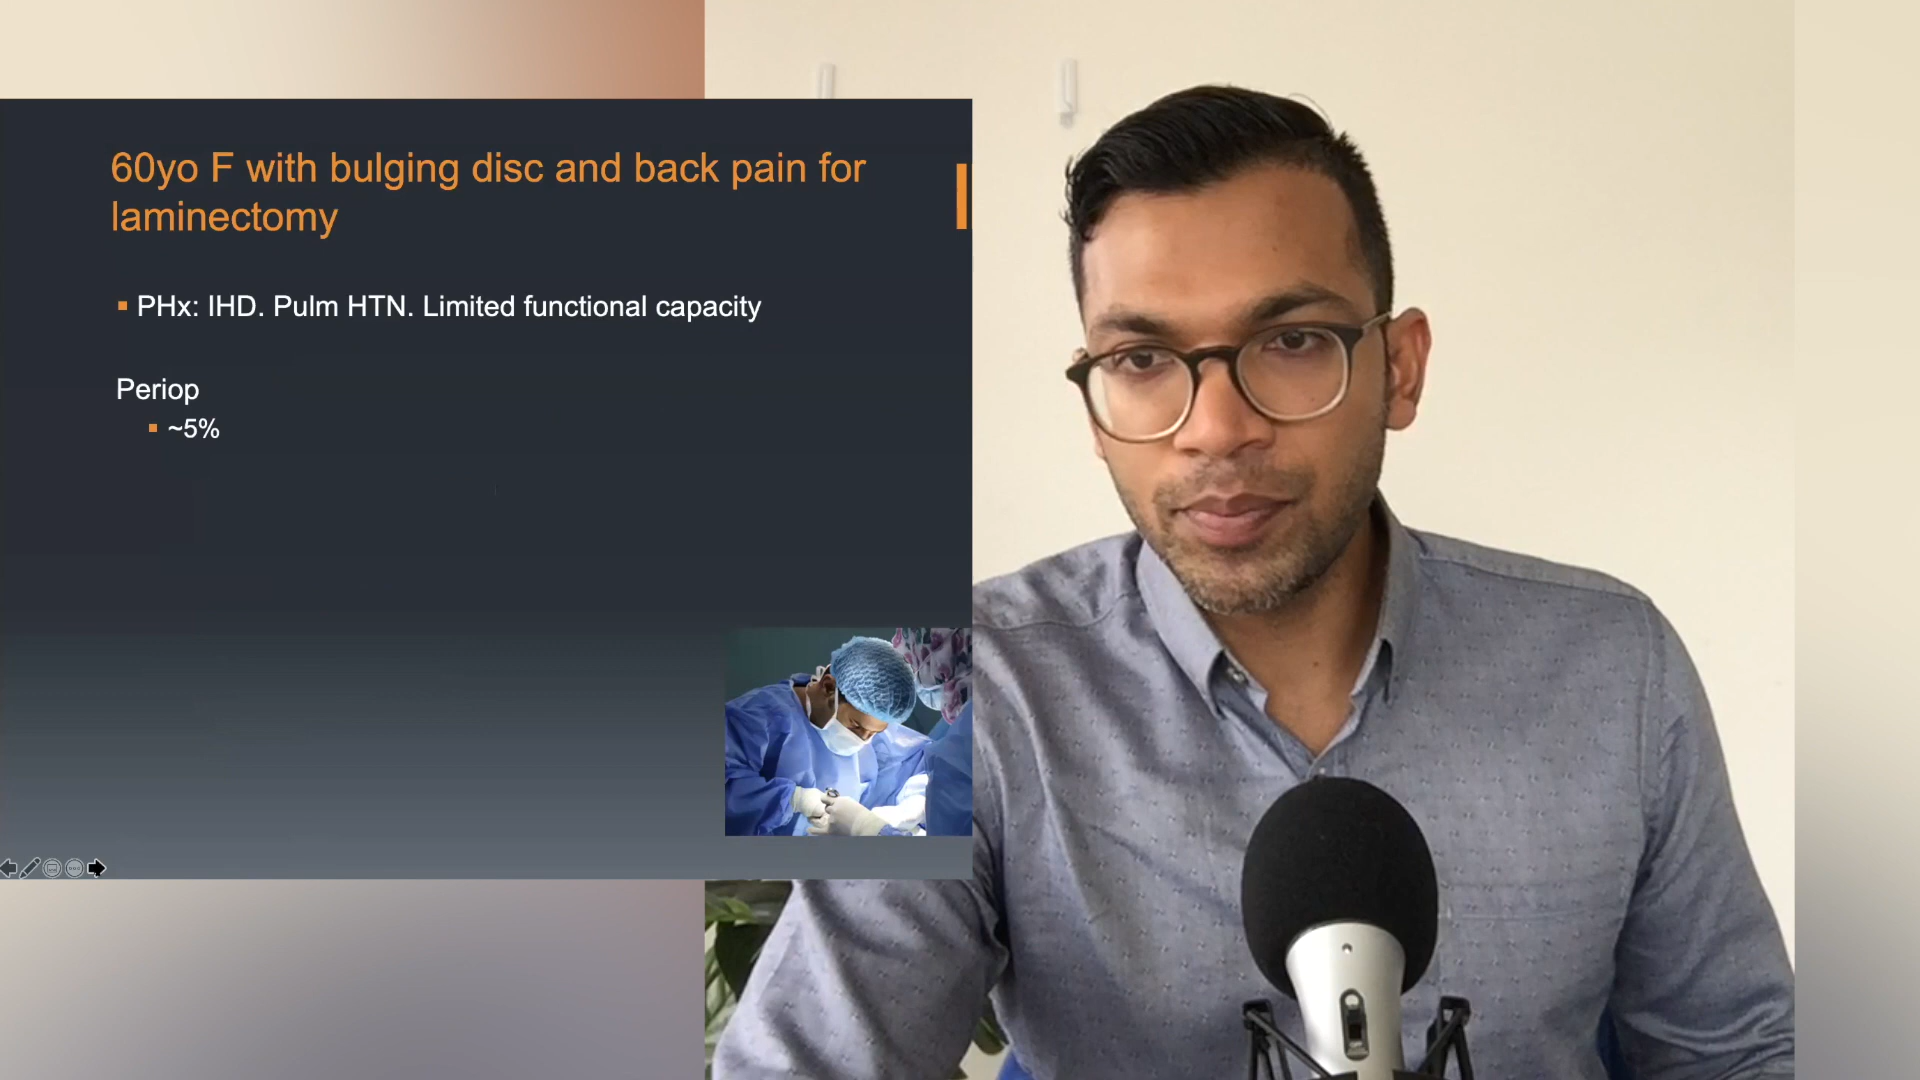 60yo F with bulging disc and back pain for
laminectomy
PHx: IHD. Pulm HTN. Limited functional capacity
Periop
~5%